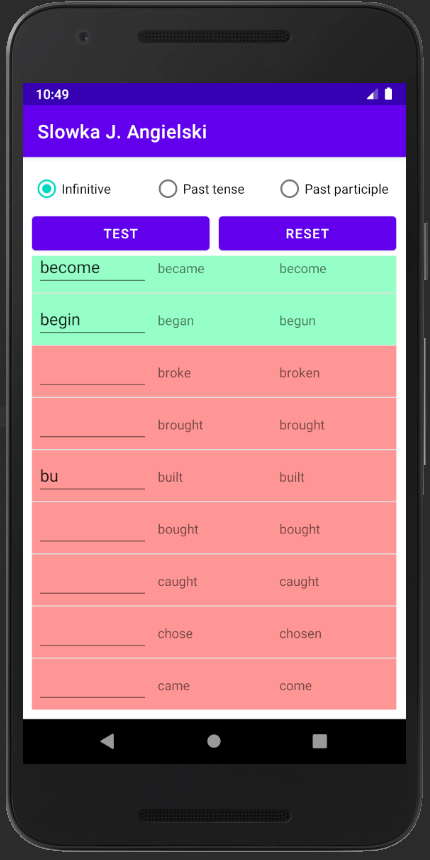 10:49
Slowka J. Angielski
Infinitive Past tense Past participle
TEST RESET
become became become
begin began begun
broke broken
brought brought
bu built built
bought bought
caught caught
chose chosen
came come